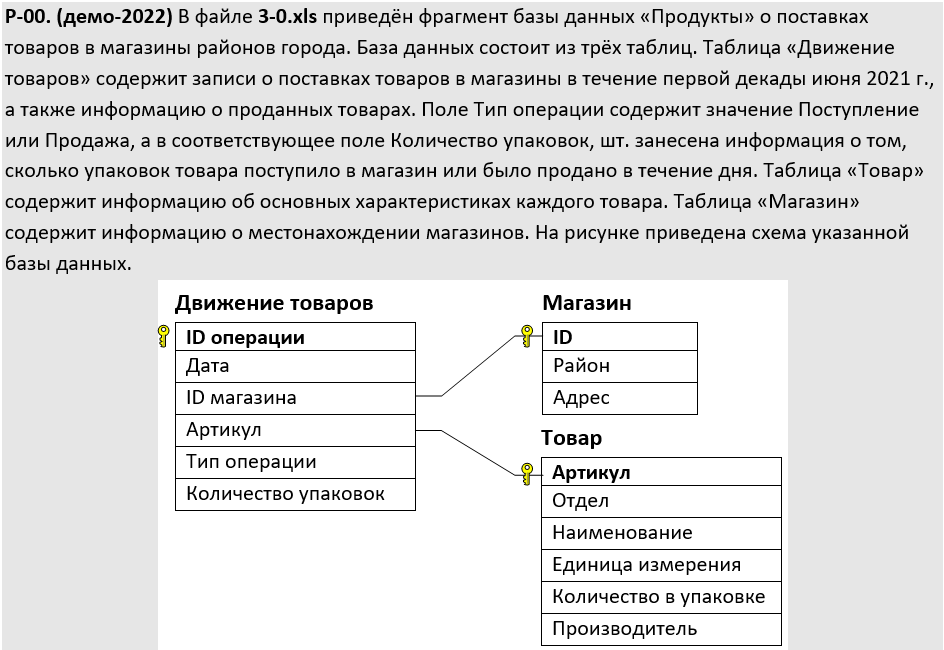 Р-00. (демо-2022) В файле 3-0.xls приведён фрагмент базы данных «Продукты» о поставках
товаров в магазины районов города. База данных состоит из трёх таблиц. Таблица «Движение
товаров» содержит записи о поставках товаров в магазины в течение первой декады июня 2021 г.,
а также информацию о проданных товарах. Поле Тип операции содержит значение Поступление
или Продажа, а в соответствующее поле Количество упаковок, шт. занесена информация о том,
сколько упаковок товара поступило в магазин или было продано в течение дня. Таблица «Товар»
содержит информацию об основных характеристиках каждого товара. Таблица «Магазин»
содержит информацию о местонахождении магазинов. На рисунке приведена схема указанной
базы данных.
Движение товаров
ID операции
Дата
ID магазина
Артикул
Тип операции
Количество упаковок
Магазин
ID
Район
Адрес
Товар
Артикул
Отдел
Наименование
Единица измерения
Количество в упаковке
Производитель